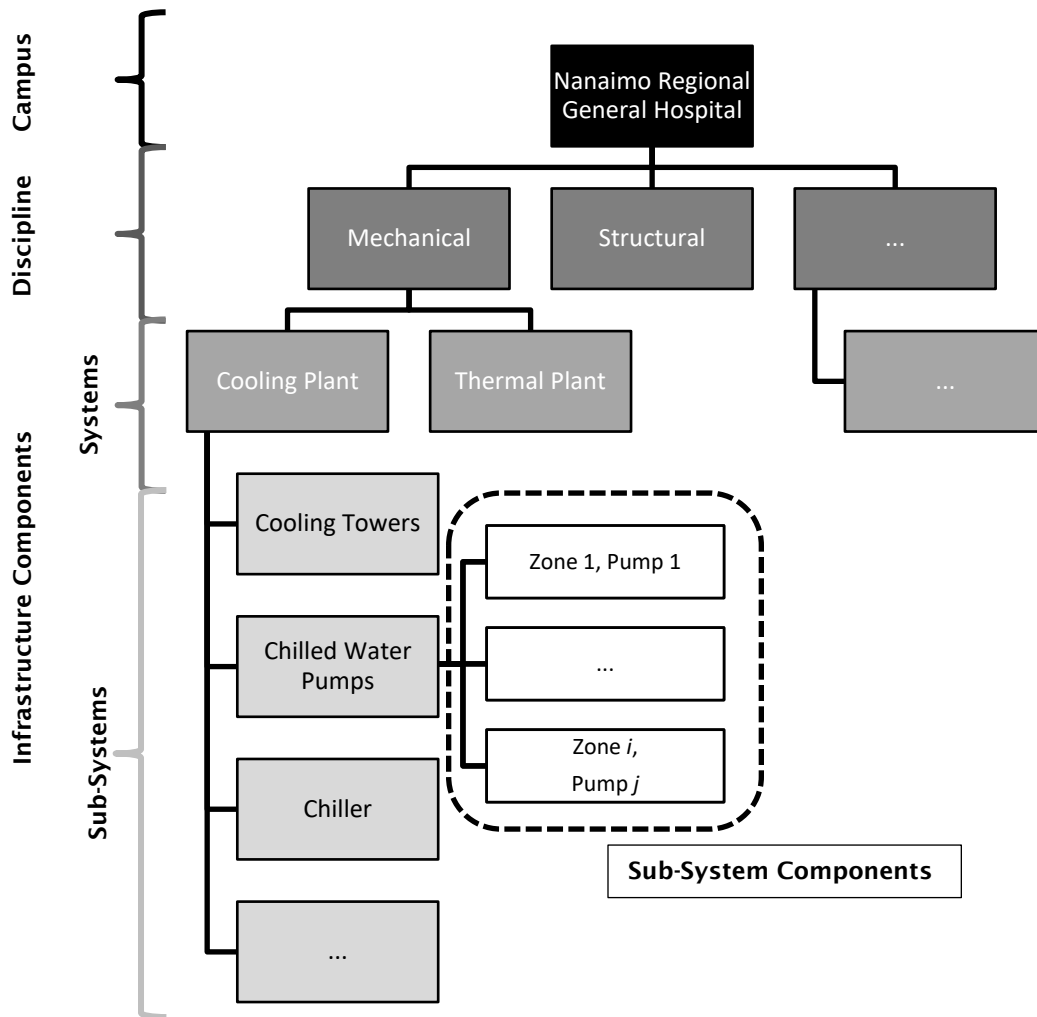 Campus
Discipline
Systems
Infrastructure Components
Sub-Systems
Nanaimo Regional
General Hospital
Mechanical
Structural
...
Cooling Plant
Thermal Plant
...
Cooling Towers
Zone 1, Pump 1
Chilled Water
Pumps
...
Zone i,
Pump j
Chiller
Sub-System Components
...